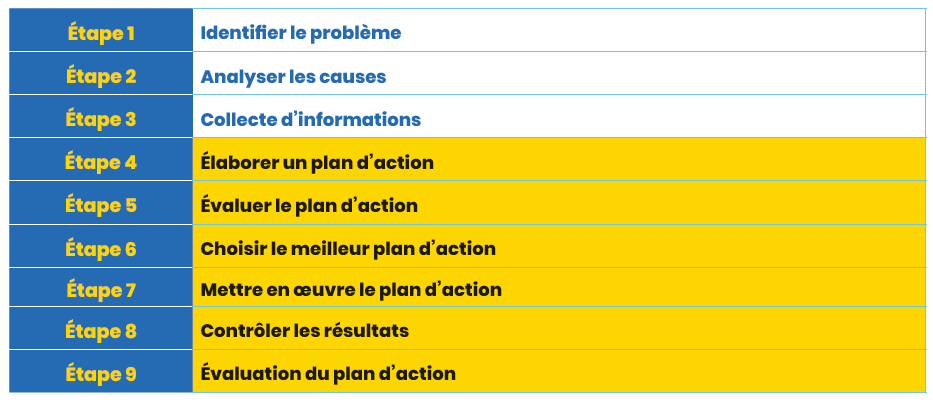 Étape 1 Identifier le problème
Étape 2 Analyser les causes
Étape 3 Collecte d’informations
Étape 4 Élaborer un plan d’action
Étape 5 Évaluer le plan d’action
Étape 6 Choisir le meilleur plan d’action
Étape 7 Mettre en œuvre le plan d’action
Étape 8 Contrôler les résultats
Étape 9 Évaluation du plan d’action